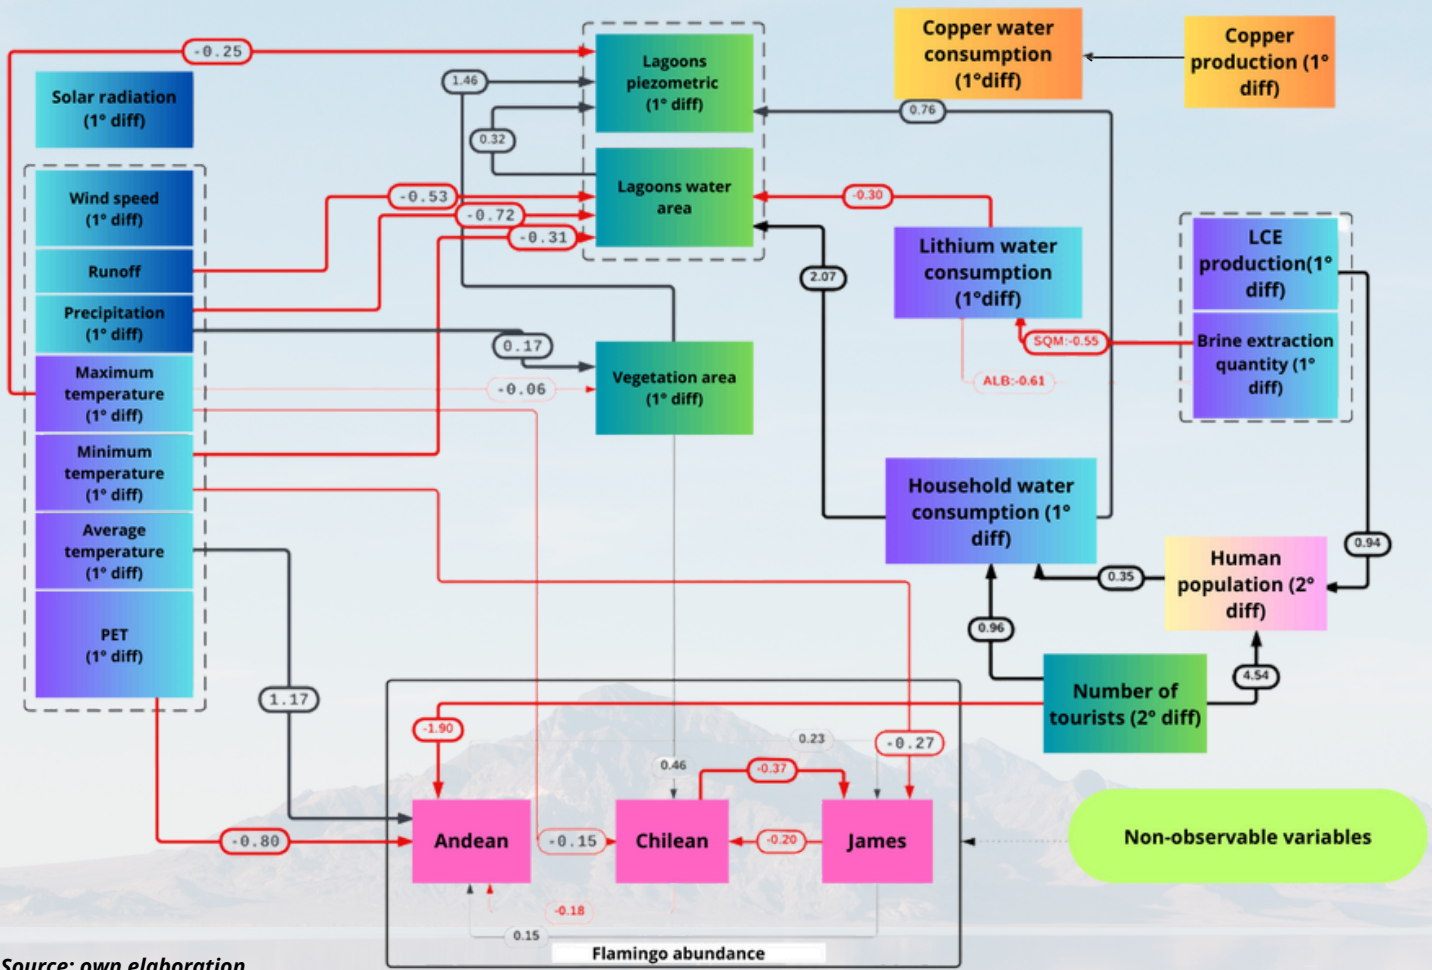 -0.25
Solar radiation
(1° diff)
Wind speed
(1° diff)
Runoff
Precipitation
(1° diff)
Maximum
temperature
(1° diff)
Minimum
temperature
(1° diff)
Average
temperature
(1° diff)
PET
(1° diff)
1.46
0.32
-0.53
-0.72
-0.31
0.17
-0.06
Lagoons
piezometric
(1° diff)
Lagoons water
area
Vegetation area
(1° diff)
Copper water
consumption
(1°diff)
Copper
production (1°
diff)
0.76
-0.30
2.07
Lithium water
consumption
(1°diff)
SQM:-0.55
ALB:-0.61
LCE
production(1°
diff)
Brine extraction
quantity (1°
diff)
Household water
consumption (1°
diff)
0.94
0.35
Human
population (2°
diff)
0.96
4.54
Number of
tourists (2° diff)
1.17
-1.90
0.23
-0.27
0.46
-0.37
-0.80
Andean
-0.15
Chilean
-0.20
James
Non-observable variables
-0.18
0.15
Flamingo abundance
Source: own elaboration